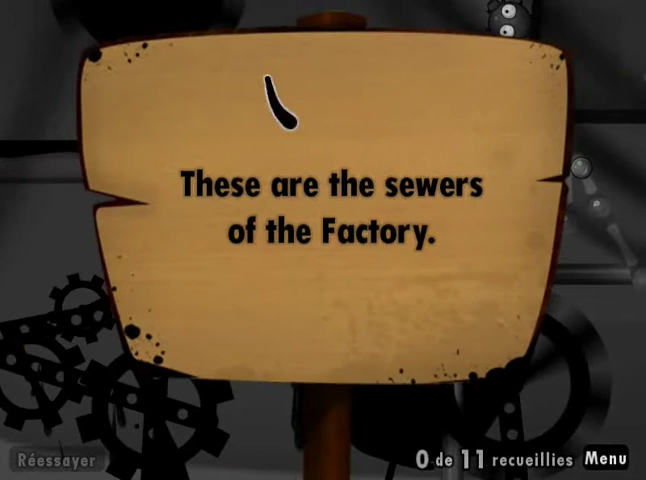 These are the sewers
of the Factory.
Réessayer
0 de 11 recueillies Menu